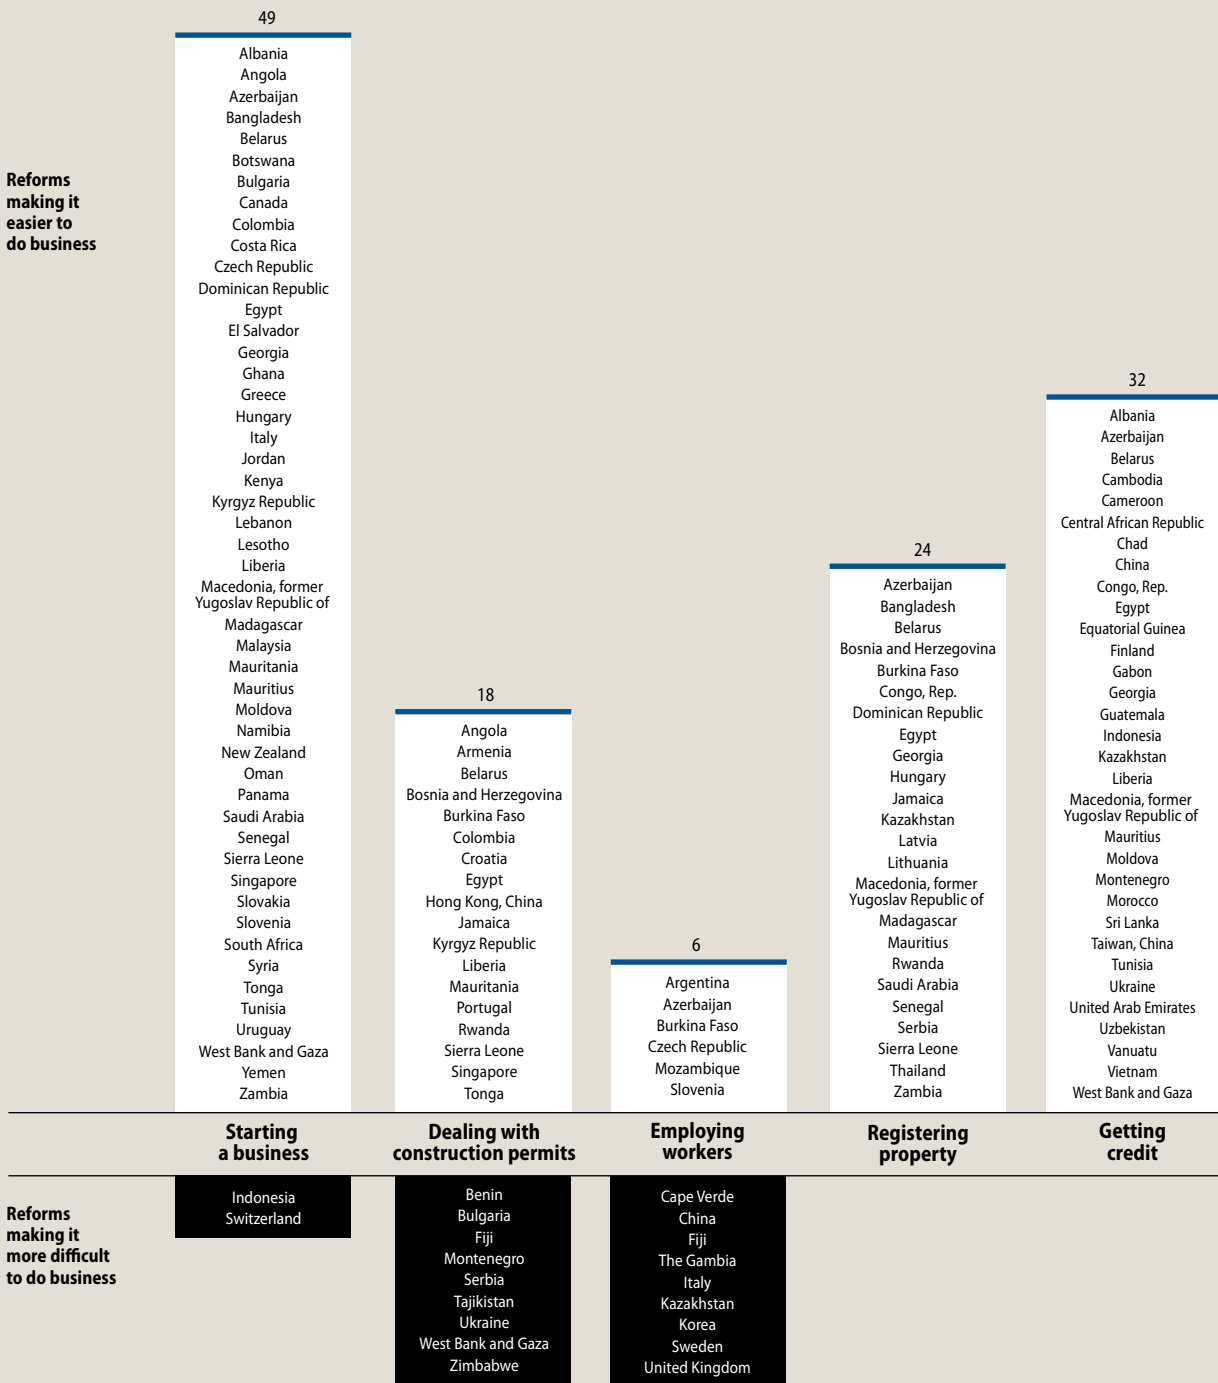 Reforms
making it
easier to
do business
49
Albania
Angola
Azerbaijan
Bangladesh
Belarus
Botswana
Bulgaria
Canada
Colombia
Costa Rica
Czech Republic
Dominican Republic
Egypt
El Salvador
Georgia
Ghana
Greece
Hungary
Italy
Jordan
Kenya
Kyrgyz Republic
Lebanon
Lesotho
Liberia
Macedonia, former
Yugoslav Republic of
Madagascar
Malaysia
Mauritania
Mauritius
Moldova
Namibia
New Zealand
Oman
Panama
Saudi Arabia
Senegal
Sierra Leone
Singapore
Slovakia
Slovenia
South Africa
Syria
Tonga
Tunisia
Uruguay
West Bank and Gaza
Yemen
Zambia
18
Angola
Armenia
Belarus
Bosnia and Herzegovina
Burkina Faso
Colombia
Croatia
Egypt
Hong Kong, China
Jamaica
Kyrgyz Republic
Liberia
Mauritania
Portugal
Rwanda
Sierra Leone
Singapore
Tonga
6
Argentina
Azerbaijan
Burkina Faso
Czech Republic
Mozambique
Slovenia
24
Azerbaijan
Bangladesh
Belarus
Bosnia and Herzegovina
Burkina Faso
Congo, Rep.
Dominican Republic
Egypt
Georgia
Hungary
Jamaica
Kazakhstan
Latvia
Lithuania
Macedonia, former
Yugoslav Republic of
Madagascar
Mauritius
Rwanda
Saudi Arabia
Senegal
Serbia
Sierra Leone
Thailand
Zambia
32
Albania
Azerbaijan
Belarus
Cambodia
Cameroon
Central African Republic
Chad
China
Congo, Rep.
Egypt
Equatorial Guinea
Finland
Gabon
Georgia
Guatemala
Indonesia
Kazakhstan
Liberia
Macedonia, former
Yugoslav Republic of
Mauritius
Moldova
Montenegro
Morocco
Sri Lanka
Taiwan, China
Tunisia
Ukraine
United Arab Emirates
Uzbekistan
Vanuatu
Vietnam
West Bank and Gaza
Starting
a business
Dealing with
construction permits
Employing
workers
Registering
property
Getting
credit
Reforms
making it
more difficult
to do business
Indonesia
Switzerland
Benin
Bulgaria
Fiji
Montenegro
Serbia
Tajikistan
Ukraine
West Bank and Gaza
Zimbabwe
Cape Verde
China
Fiji
The Gambia
Italy
Kazakhstan
Korea
Sweden
United Kingdom